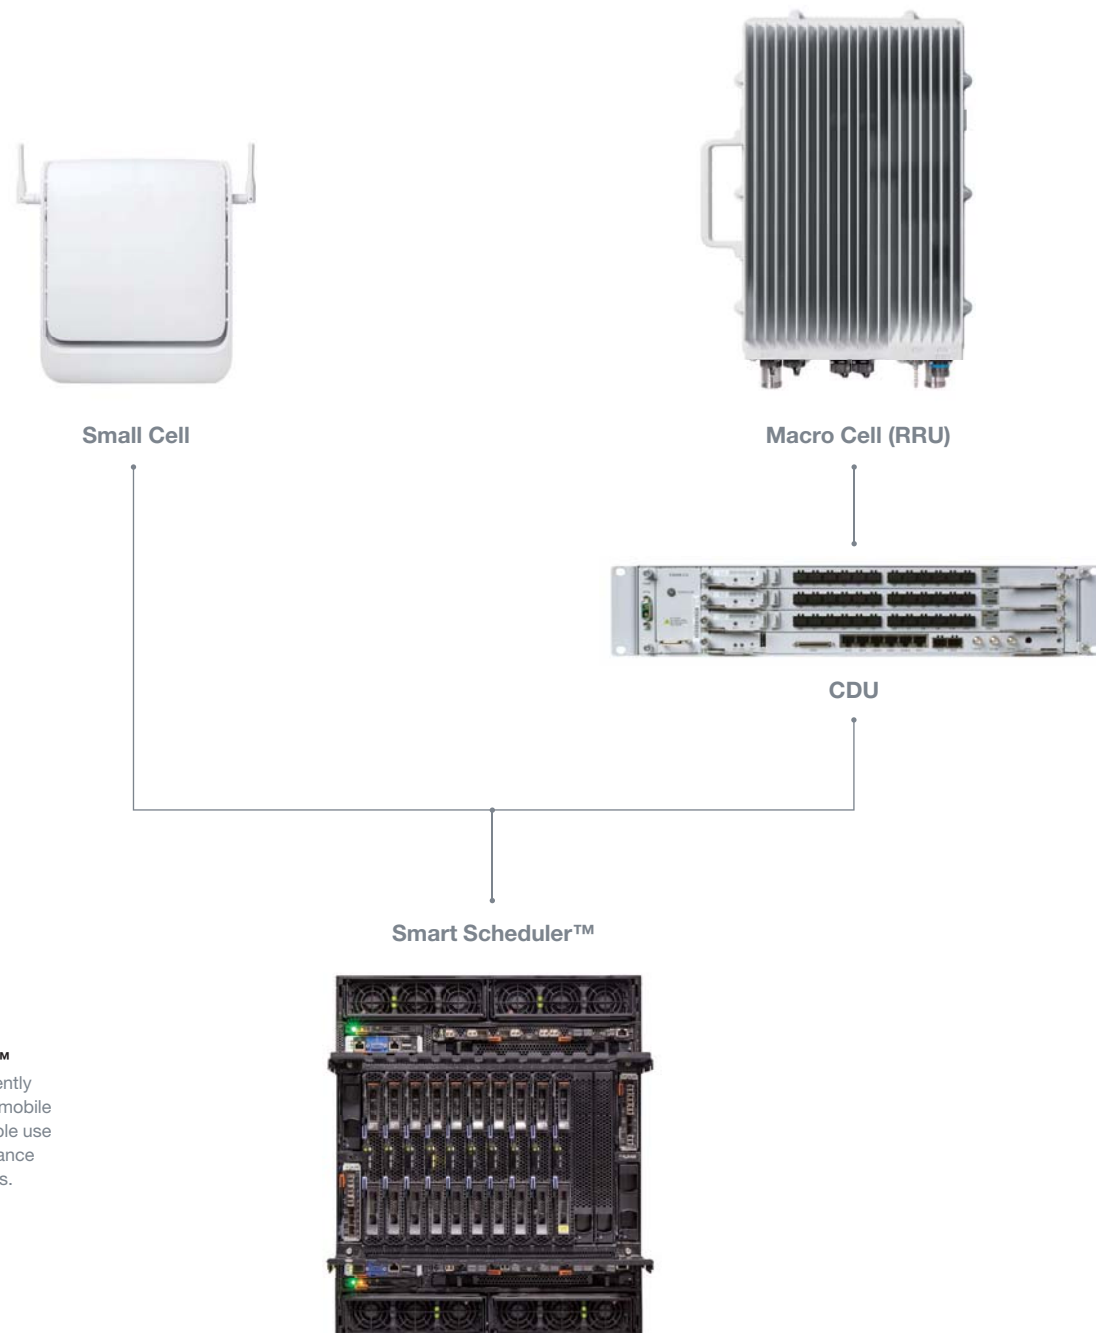 Small Cell
Macro Cell (RRU)
CDU
Smart Scheduler™
™
ently
mobile
ble use
ance
s.